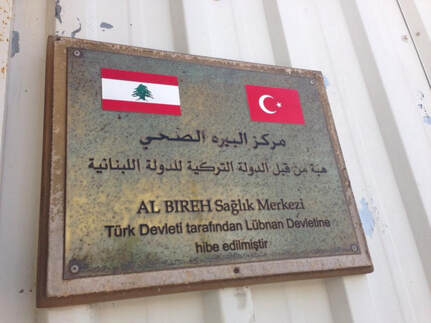 مركز البيره الصحي
هبة من قبل الدولة التركية للدولة اللبنانية
AL BIREH Sağlık Merkezi
Türk Devleti tarafından Lübnan Devletine
hibe edilmiştir